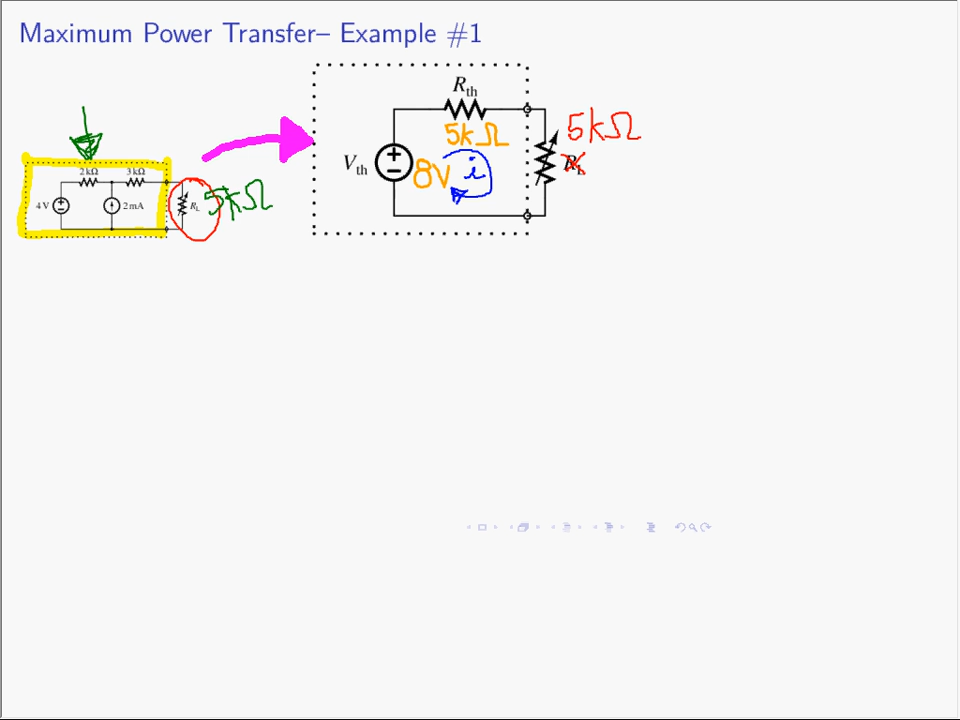 Maximum Power Transfer– Example #1
R_th
5kΩ
5kΩ
V_th
8V
i
2 kΩ
3 kΩ
4 V
2 mA
R_L
5kΩ